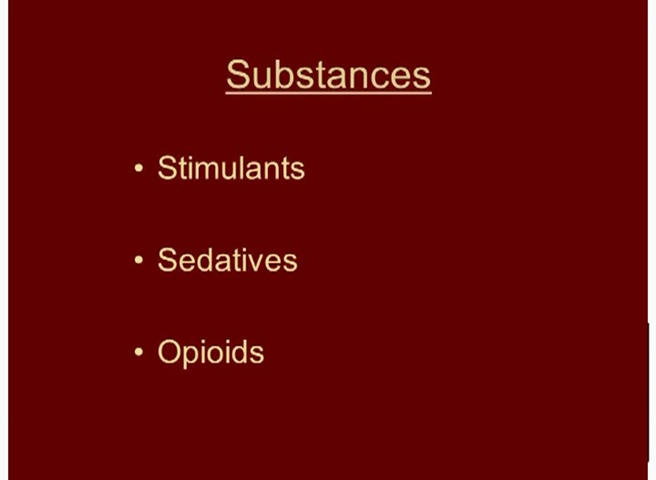 Substances
• Stimulants
• Sedatives
• Opioids